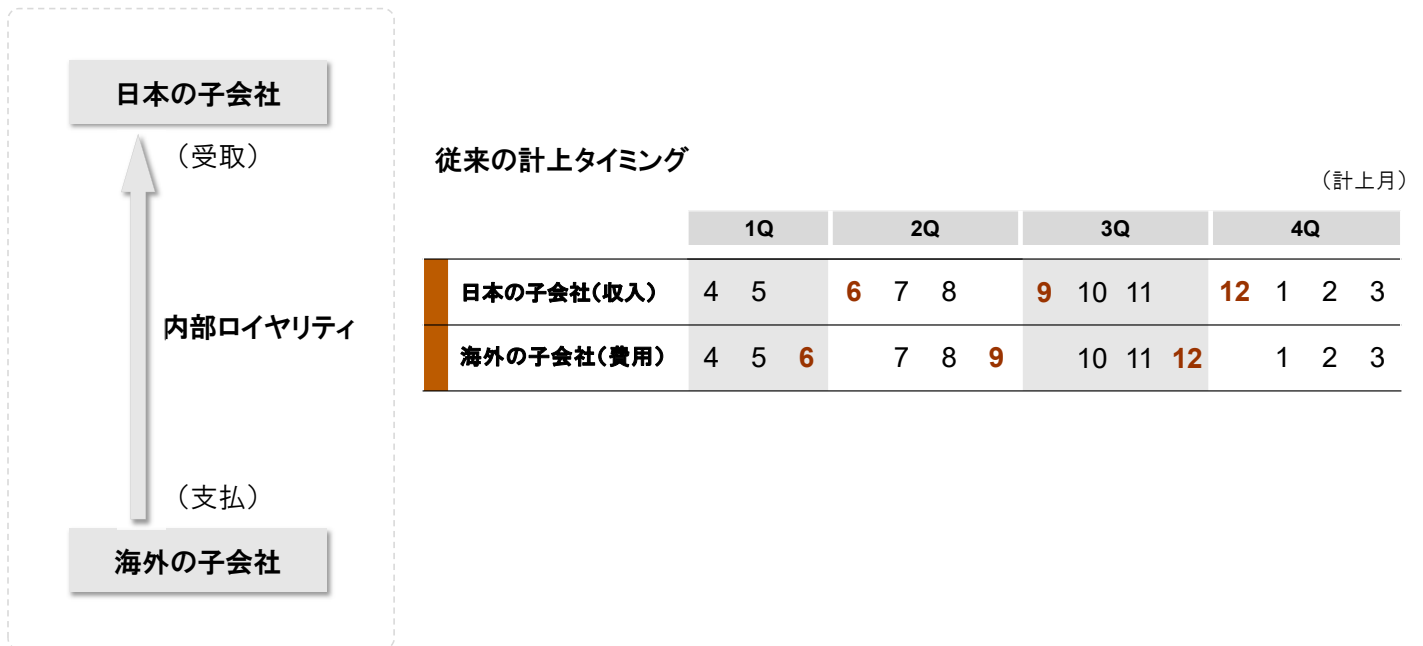 日本の子会社
（受取）
内部ロイヤリティ
（支払）
海外の子会社
従来の計上タイミング
（計上月）
1Q 2Q 3Q 4Q
日本の子会社（収入） 4 5 6 7 8 9 10 11 12 1 2 3
海外の子会社（費用） 4 5 6 7 8 9 10 11 12 1 2 3